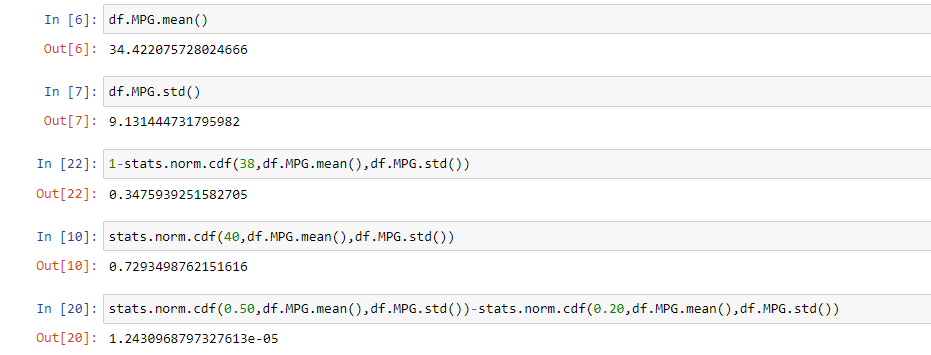 In [6]: df.MPG.mean()
Out[6]: 34.422075728024666
In [7]: df.MPG.std()
Out[7]: 9.131444731795982
In [22]: 1-stats.norm.cdf(38,df.MPG.mean(),df.MPG.std())
Out[22]: 0.3475939251582705
In [10]: stats.norm.cdf(40,df.MPG.mean(),df.MPG.std())
Out[10]: 0.7293498762151616
In [20]: stats.norm.cdf(0.50,df.MPG.mean(),df.MPG.std())-stats.norm.cdf(0.20,df.MPG.mean(),df.MPG.std())
Out[20]: 1.2430968797327613e-05